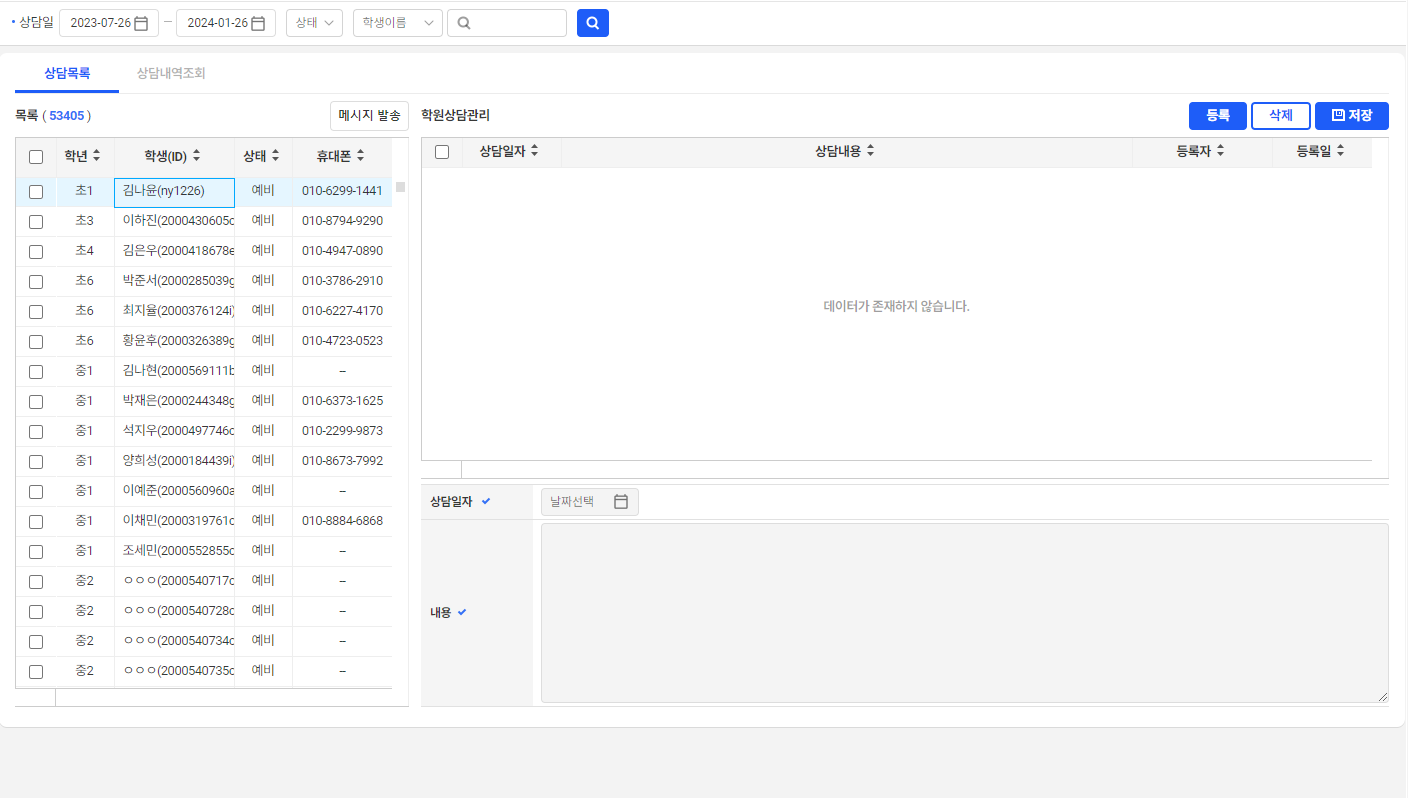 상담일 2023-07-26 – 2024-01-26 상태 학생이름
상담목록 상담내역조회
목록 ( 53405 ) 메시지 발송
학년 학생(ID) 상태 휴대폰
초1 김나윤(ny1226) 예비 010-6299-1441
초3 이하진(2000430605c 예비 010-8794-9290
초4 김은우(2000418678e 예비 010-4947-0890
초6 박준서(2000285039g 예비 010-3786-2910
초6 최지율(2000376124i) 예비 010-6227-4170
초6 황윤후(2000326389g 예비 010-4723-0523
중1 김나현(2000569111b 예비 --
중1 박재은(2000244348g 예비 010-6373-1625
중1 석지우(2000497746c 예비 010-2299-9873
중1 양희성(2000184439i) 예비 010-8673-7992
중1 이예준(2000560960a 예비 --
중1 이채민(2000319761c 예비 010-8884-6868
중1 조세민(2000552855c 예비 --
중2 ㅇㅇㅇ(2000540717c 예비 --
중2 ㅇㅇㅇ(2000540728c 예비 --
중2 ㅇㅇㅇ(2000540734c 예비 --
중2 ㅇㅇㅇ(2000540735c 예비 --
학원상담관리 등록 삭제 저장
상담일자 상담내용 등록자 등록일
데이터가 존재하지 않습니다.
상담일자 날짜선택
내용